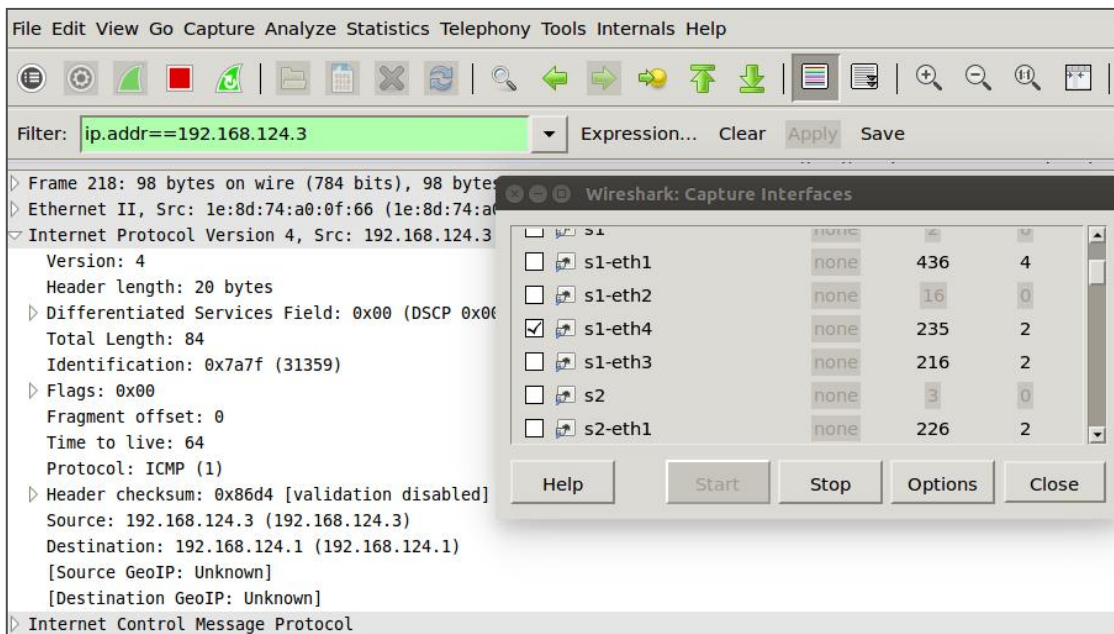 File Edit View Go Capture Analyze Statistics Telephony Tools Internals Help
Filter: ip.addr==192.168.124.3 Expression... Clear Apply Save
Frame 218: 98 bytes on wire (784 bits), 98 bytes
Ethernet II, Src: 1e:8d:74:a0:0f:66 (1e:8d:74:a0
Internet Protocol Version 4, Src: 192.168.124.3
Version: 4
Header length: 20 bytes
Differentiated Services Field: 0x00 (DSCP 0x00
Total Length: 84
Identification: 0x7a7f (31359)
Flags: 0x00
Fragment offset: 0
Time to live: 64
Protocol: ICMP (1)
Header checksum: 0x86d4 [validation disabled]
Source: 192.168.124.3 (192.168.124.3)
Destination: 192.168.124.1 (192.168.124.1)
[Source GeoIP: Unknown]
[Destination GeoIP: Unknown]
Internet Control Message Protocol
Wireshark: Capture Interfaces
s1 none 2 0
s1-eth1 none 436 4
s1-eth2 none 16 0
s1-eth4 none 235 2
s1-eth3 none 216 2
s2 none 3 0
s2-eth1 none 226 2
Help Start Stop Options Close